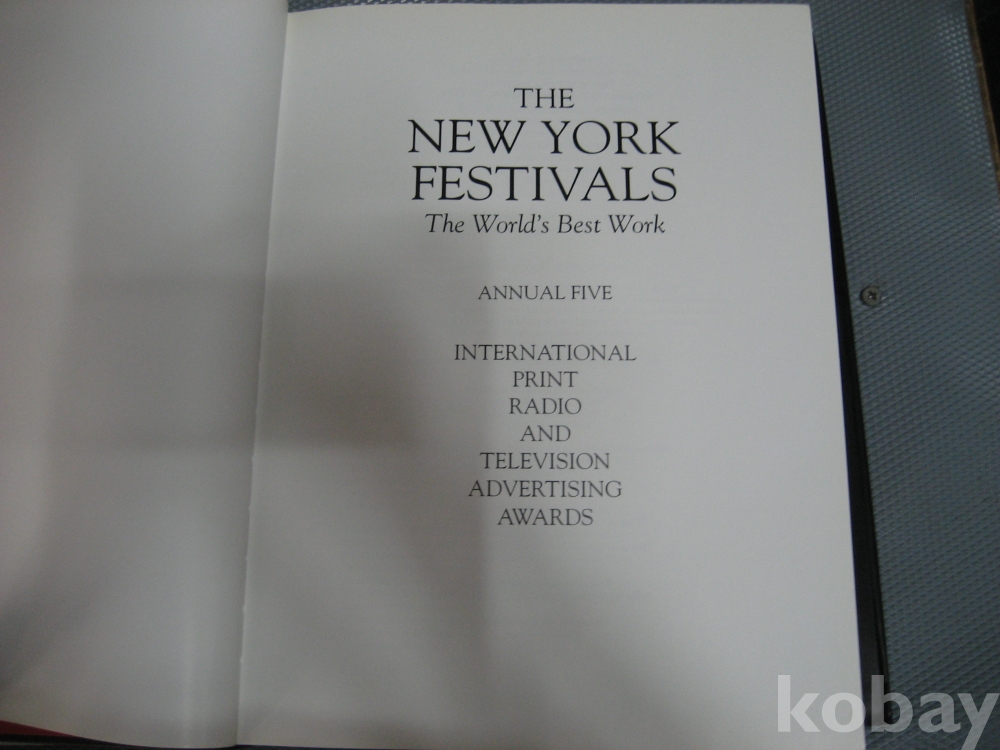 THE
NEW YORK
FESTIVALS
The World's Best Work
ANNUAL FIVE
INTERNATIONAL
PRINT
RADIO
AND
TELEVISION
ADVERTISING
AWARDS
kobay